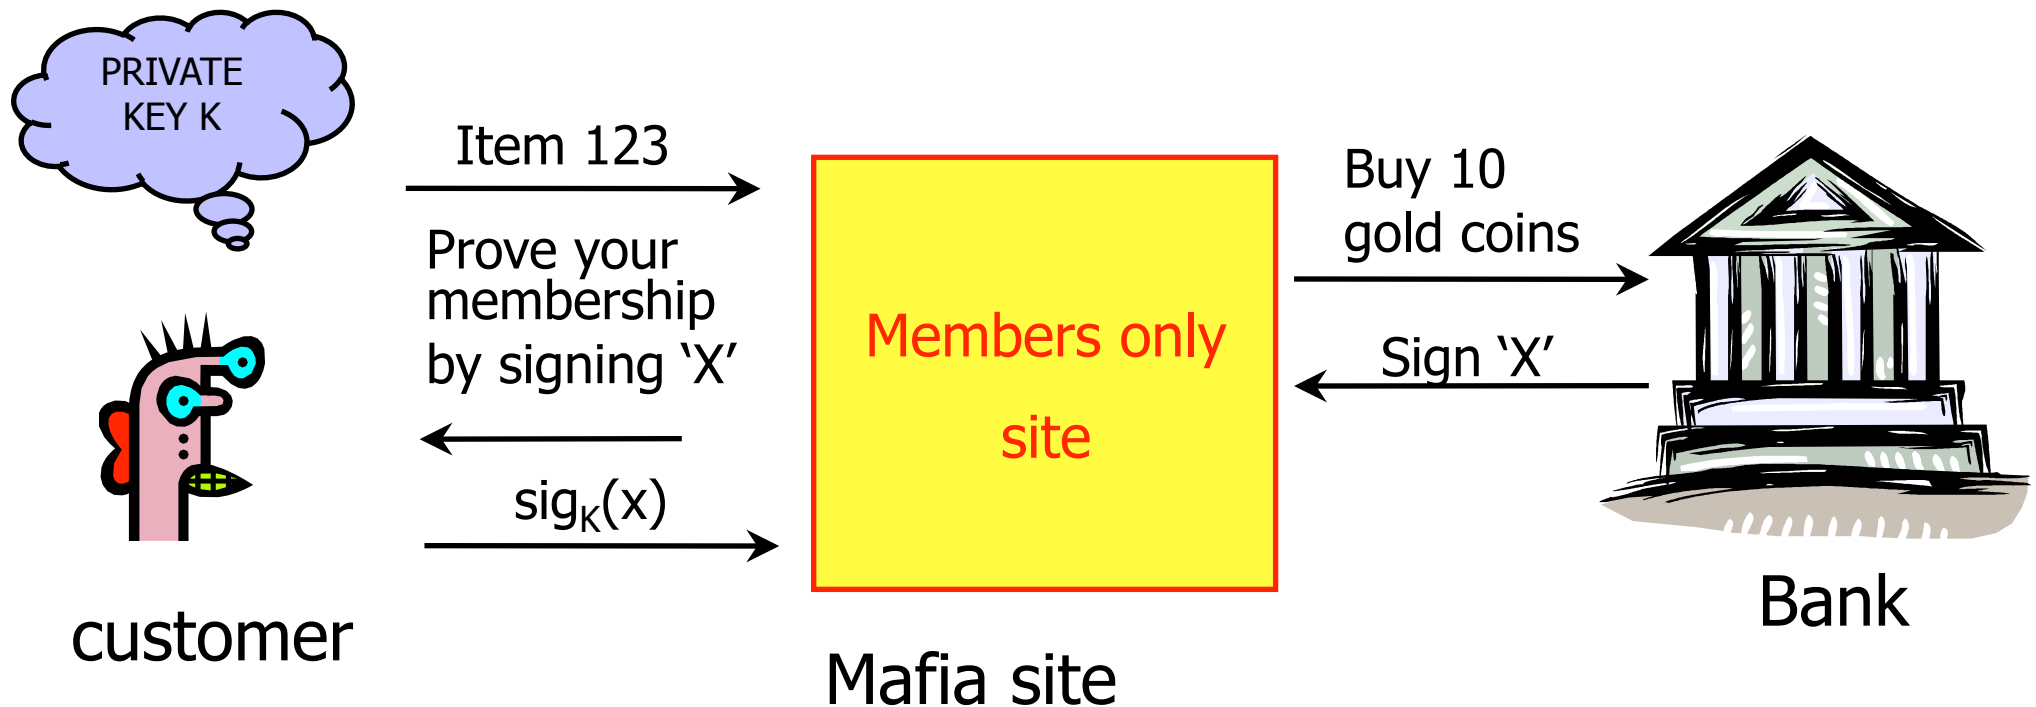 PRIVATE
KEY K
Item 123
Prove your
membership
by signing ‘X’
sigK(x)
customer
Members only
site
Mafia site
Buy 10
gold coins
Sign ‘X’
Bank